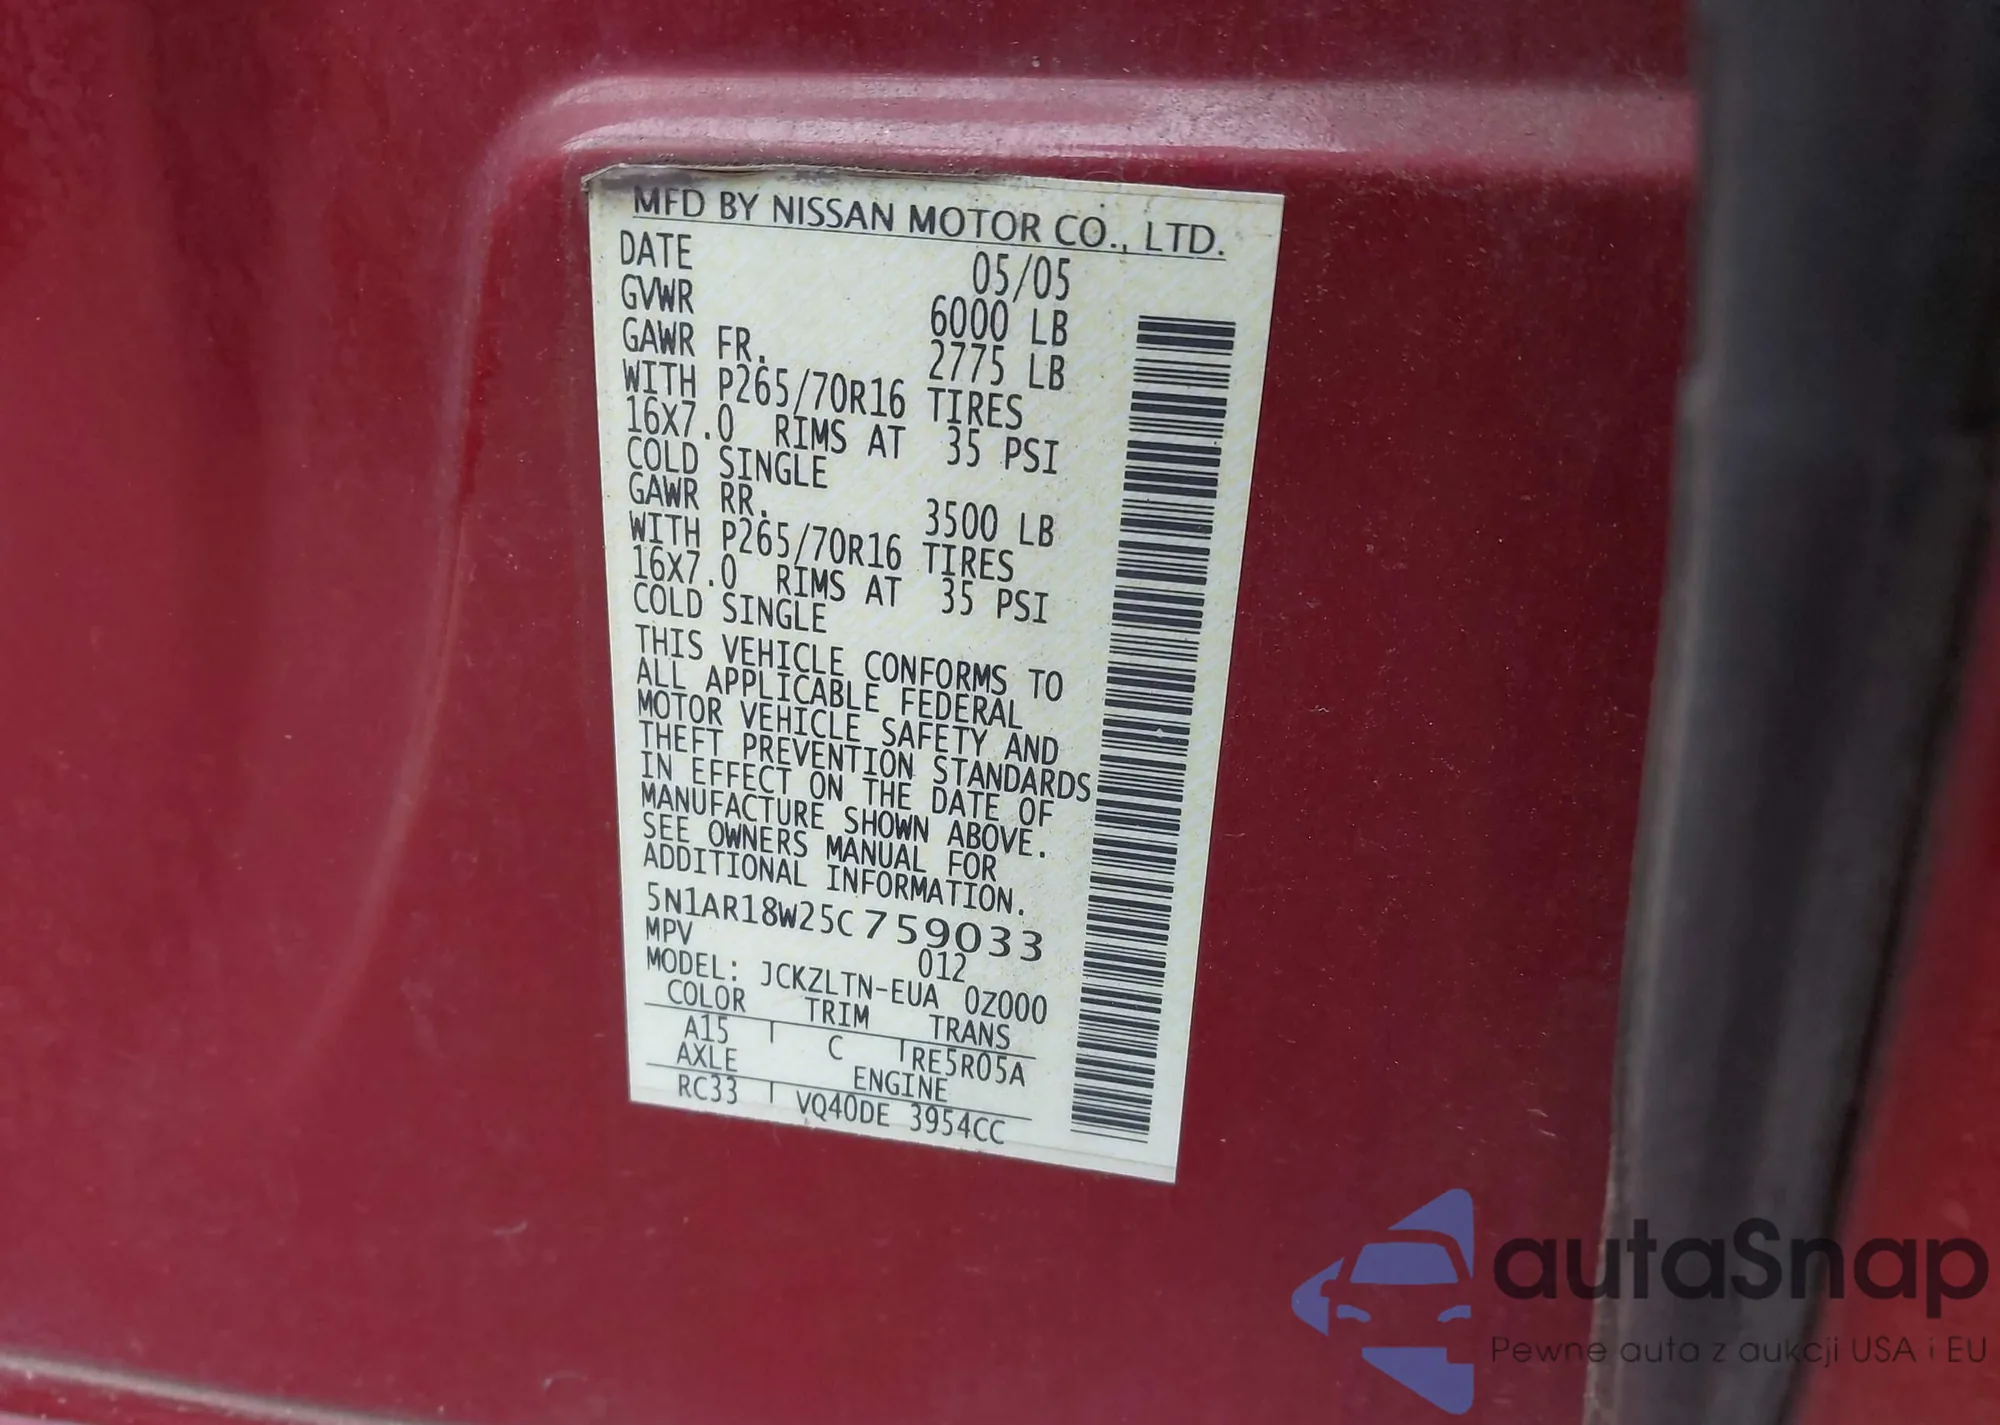 MFD BY NISSAN MOTOR CO., LTD.
DATE 05/05
GVWR 6000 LB
GAWR FR. 2775 LB
WITH P265/70R16 TIRES
16X7.0 RIMS AT 35 PSI
COLD SINGLE
GAWR RR. 3500 LB
WITH P265/70R16 TIRES
16X7.0 RIMS AT 35 PSI
COLD SINGLE
THIS VEHICLE CONFORMS TO
ALL APPLICABLE FEDERAL
MOTOR VEHICLE SAFETY AND
THEFT PREVENTION STANDARDS
IN EFFECT ON THE DATE OF
MANUFACTURE SHOWN ABOVE.
SEE OWNERS MANUAL FOR
ADDITIONAL INFORMATION.
5N1AR18W25C759033
MPV 012
MODEL: JCKZLTN-EUA 0Z000
COLOR TRIM TRANS
A15 C RE5R05A
AXLE ENGINE
RC33 VQ40DE 3954CC
autaSnap
Pewne auta z aukcji USA i EU